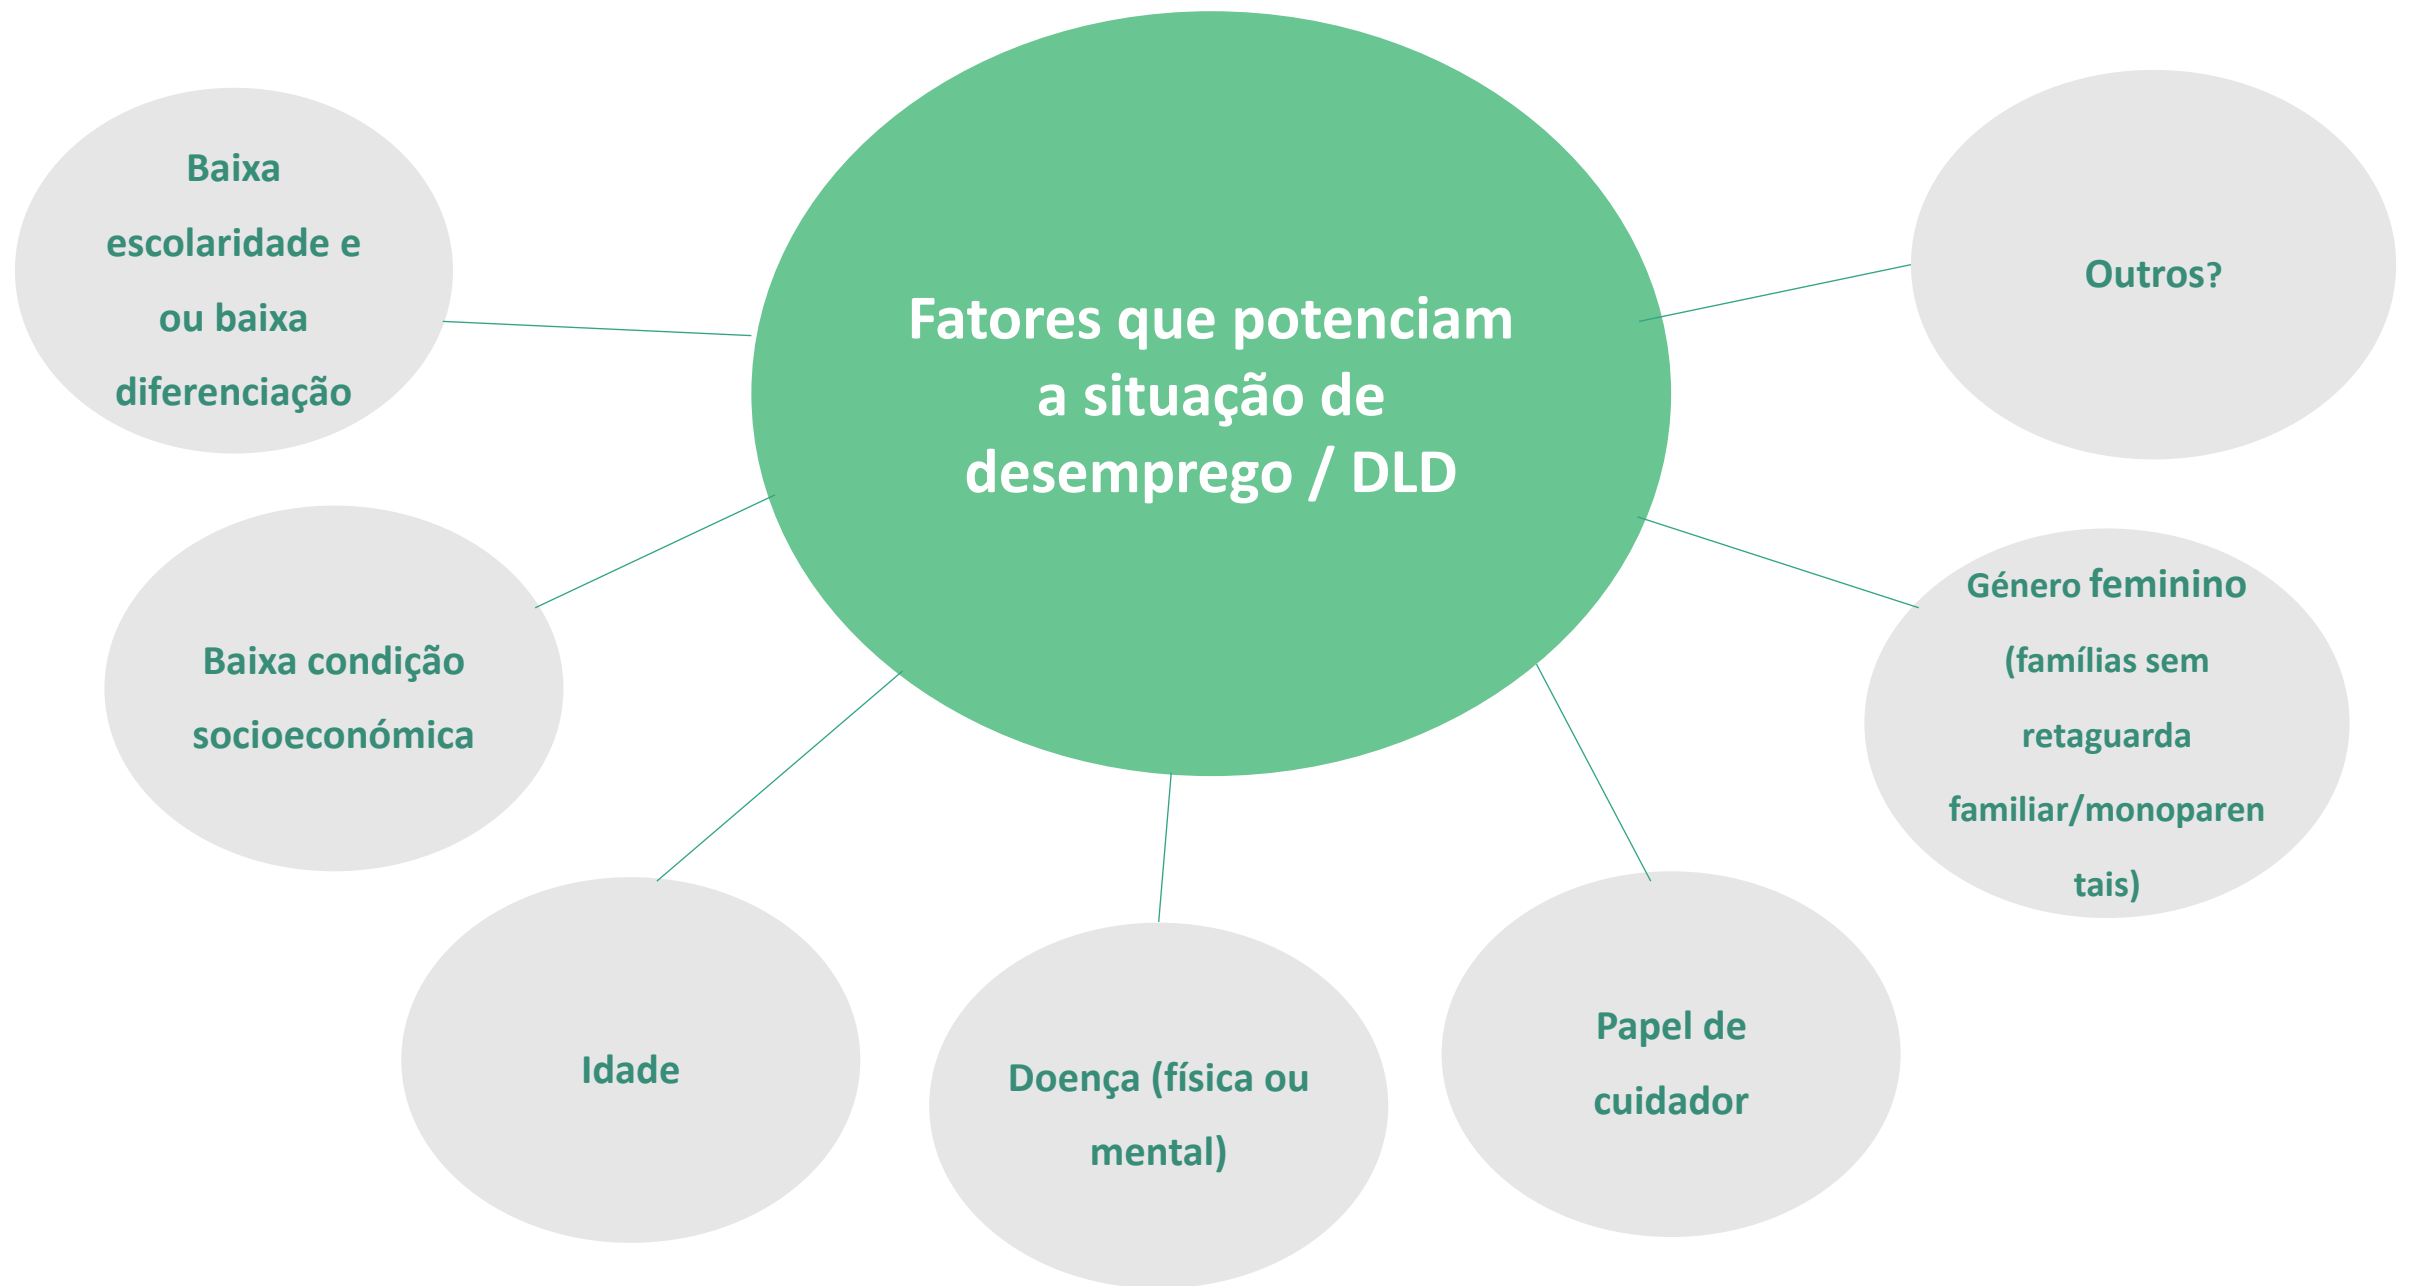 Fatores que potenciam
a situação de
desemprego / DLD
Baixa
escolaridade e
ou baixa
diferenciação
Baixa condição
socioeconómica
Idade
Doença (física ou
mental)
Papel de
cuidador
Género feminino
(famílias sem
retaguarda
familiar/monoparen
tais)
Outros?